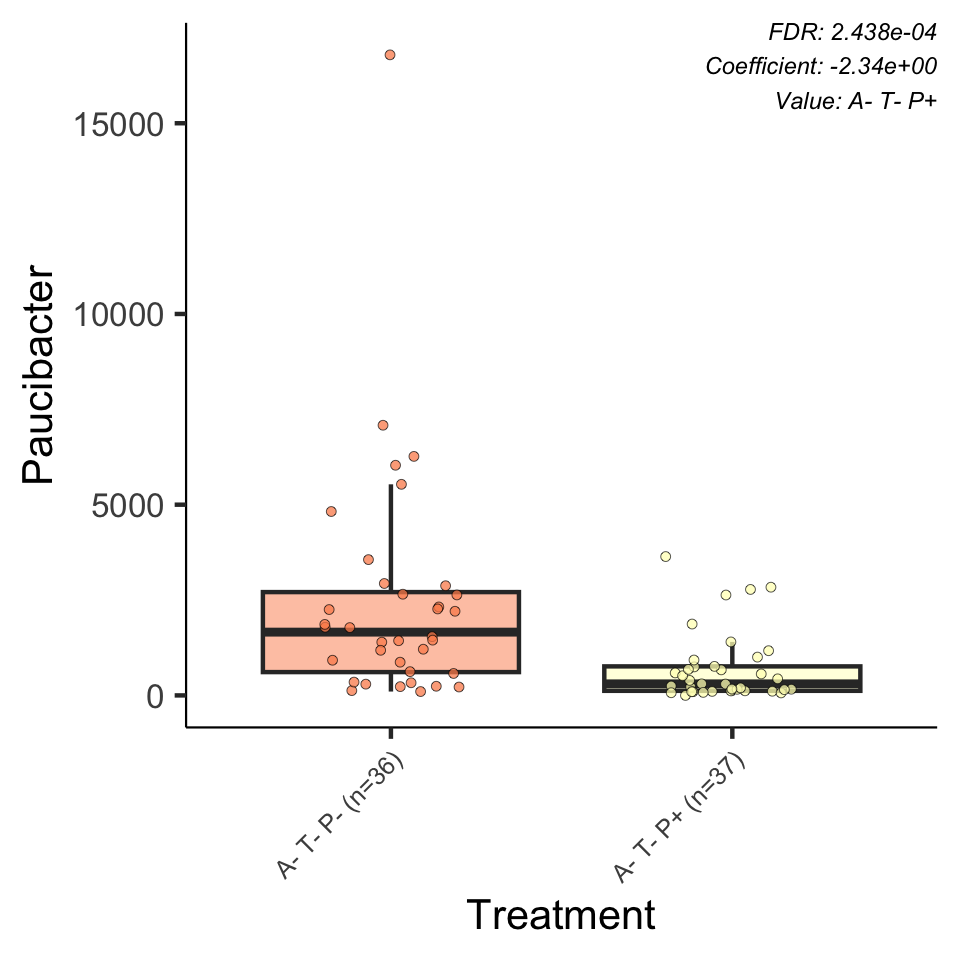 FDR: 2.438e-04
Coefficient: -2.34e+00
Value: A- T- P+
15000
10000
5000
0
Paucibacter
A- T- P- (n=36)
A- T- P+ (n=37)
Treatment